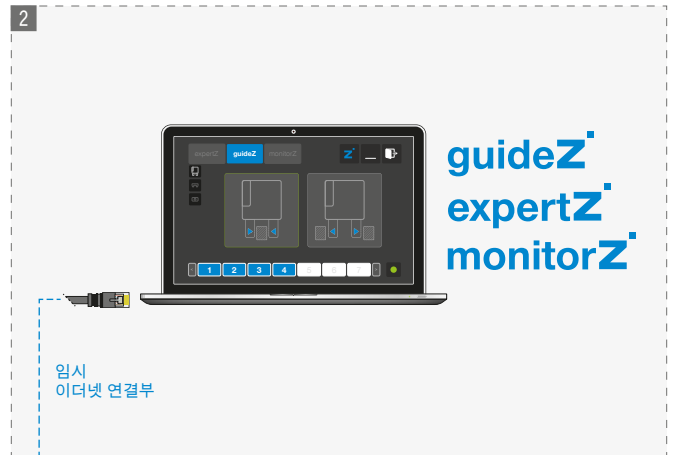 2
expertZ guideZ monitorZ
Z
guideZ
expertZ
monitorZ
< 1 2 3 4 5 6 7 >
임시
이더넷 연결부